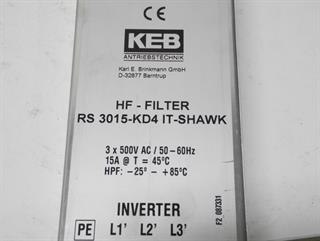 CE
KEB
ANTRIEBSTECHNIK
Karl E. Brinkmann GmbH
D-32677 Barntrup
HF - FILTER
RS 3015-KD4 IT-SHAWK
3 x 500V AC / 50-60Hz
15A @ T = 45°C
HPF: -25° - +85°C
INVERTER
PE L1' L2' L3'
F2_087331